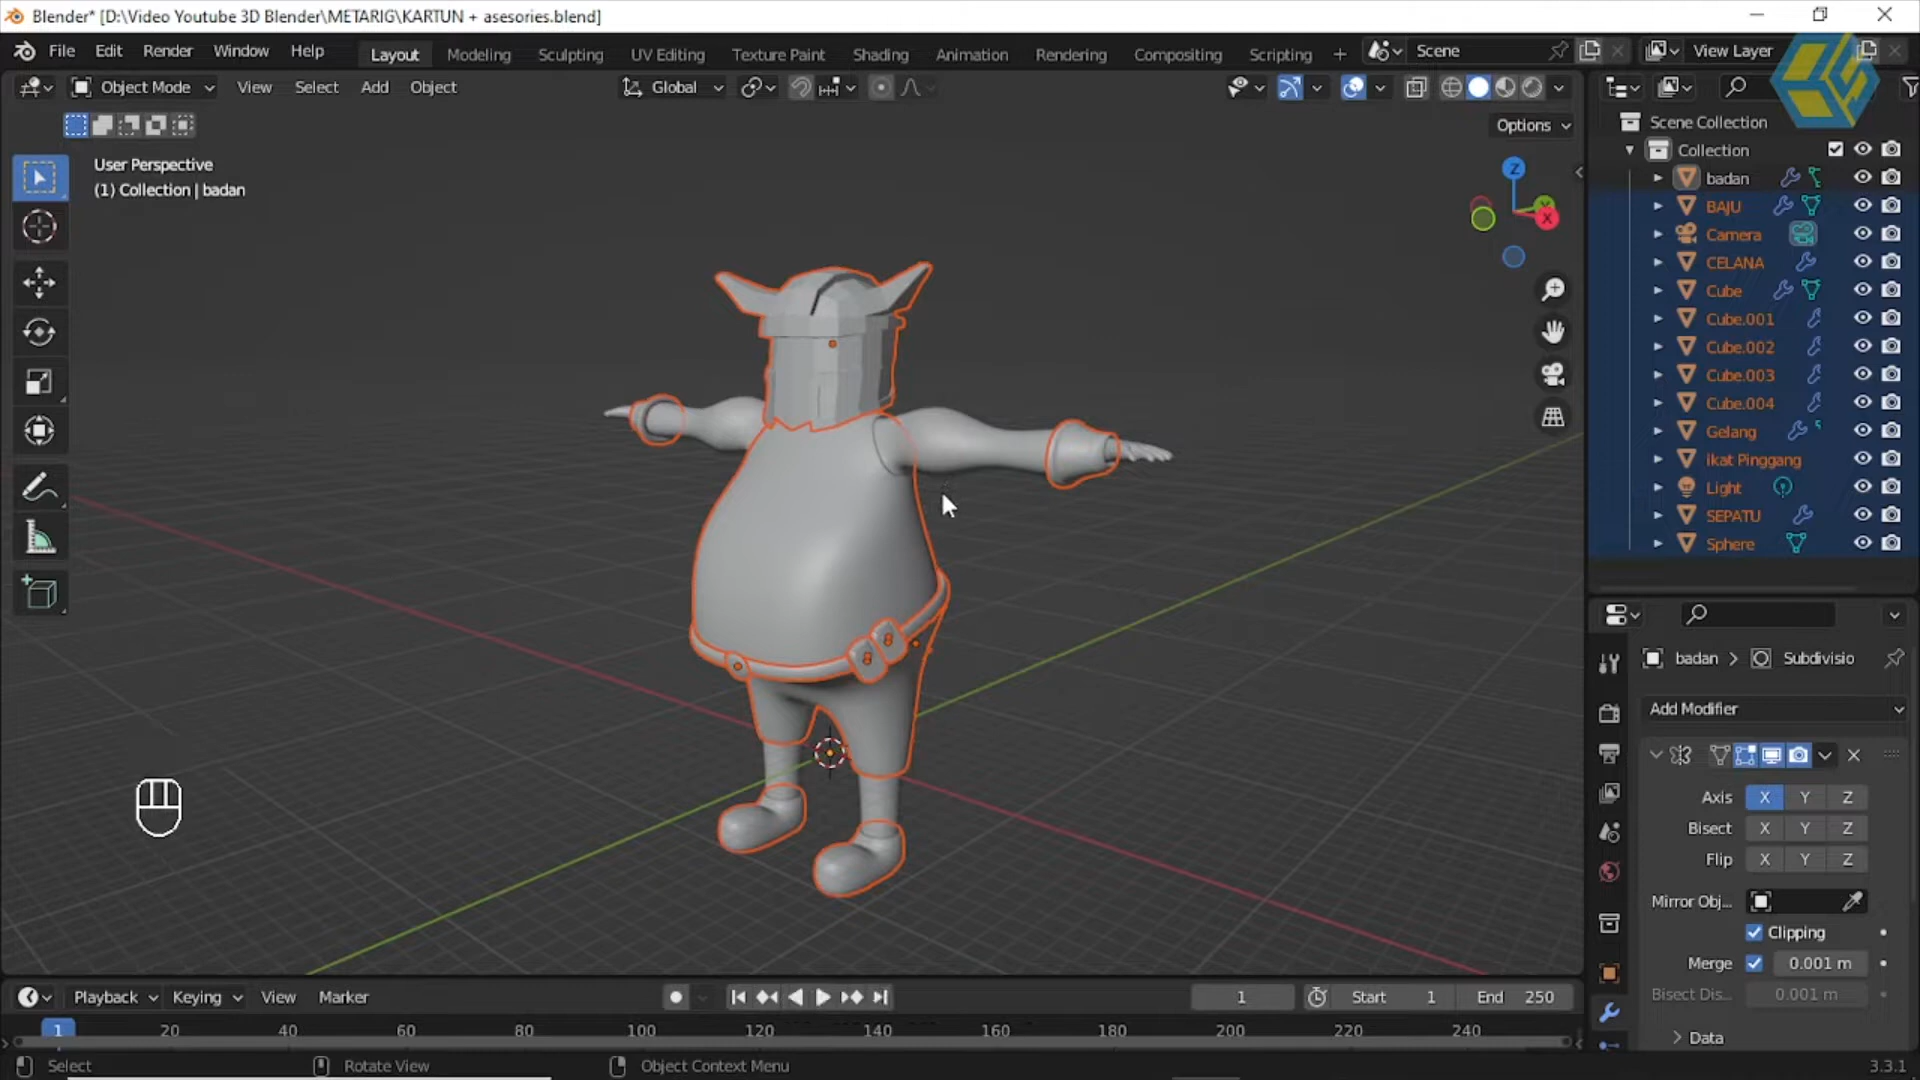 Blender* [D:\Video Youtube 3D Blender\METARIG\KARTUN + asesories.blend]
File Edit Render Window Help Layout Modeling Sculpting UV Editing Texture Paint Shading Animation Rendering Compositing Scripting + Scene View Layer
Object Mode View Select Add Object Global
Options
User Perspective
(1) Collection | badan
Z
Y
X
Scene Collection
Collection
badan
BAJU
Camera
CELANA
Cube
Cube.001
Cube.002
Cube.003
Cube.004
Gelang
ikat Pinggang
Light
SEPATU
Sphere
badan > Subdivisio
Add Modifier
Axis X Y Z
Bisect X Y Z
Flip X Y Z
Mirror Obj...
Clipping
Merge 0.001 m
Bisect Dis... 0.001 m
Data
Playback Keying View Marker 1 Start 1 End 250
1 20 40 60 80 100 120 140 160 180 200 220 240
Select Rotate View Object Context Menu 3.3.1